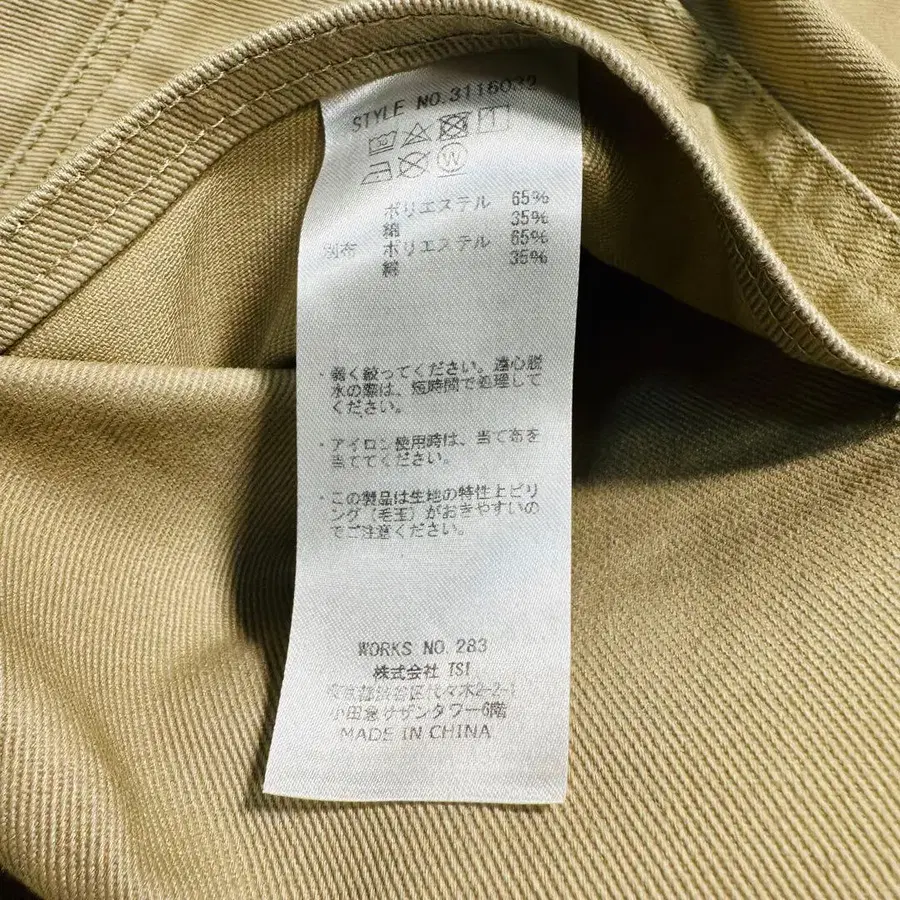 STYLE NO.3116032
W
ポリエステル 65%
綿 35%
別布 ポリエステル 65%
綿 35%
・弱く絞ってください。遠心脱
水の際は、短時間で処理して
ください。
・アイロン使用時は、当て布を
当ててください。
・この製品は生地の特性上ピリ
ング(毛玉)がおきやすいの
でご注意ください。
WORKS NO. 283
株式会社 TSI
東京都渋谷区代々木2-2-1
小田急サザンタワー6階
MADE IN CHINA